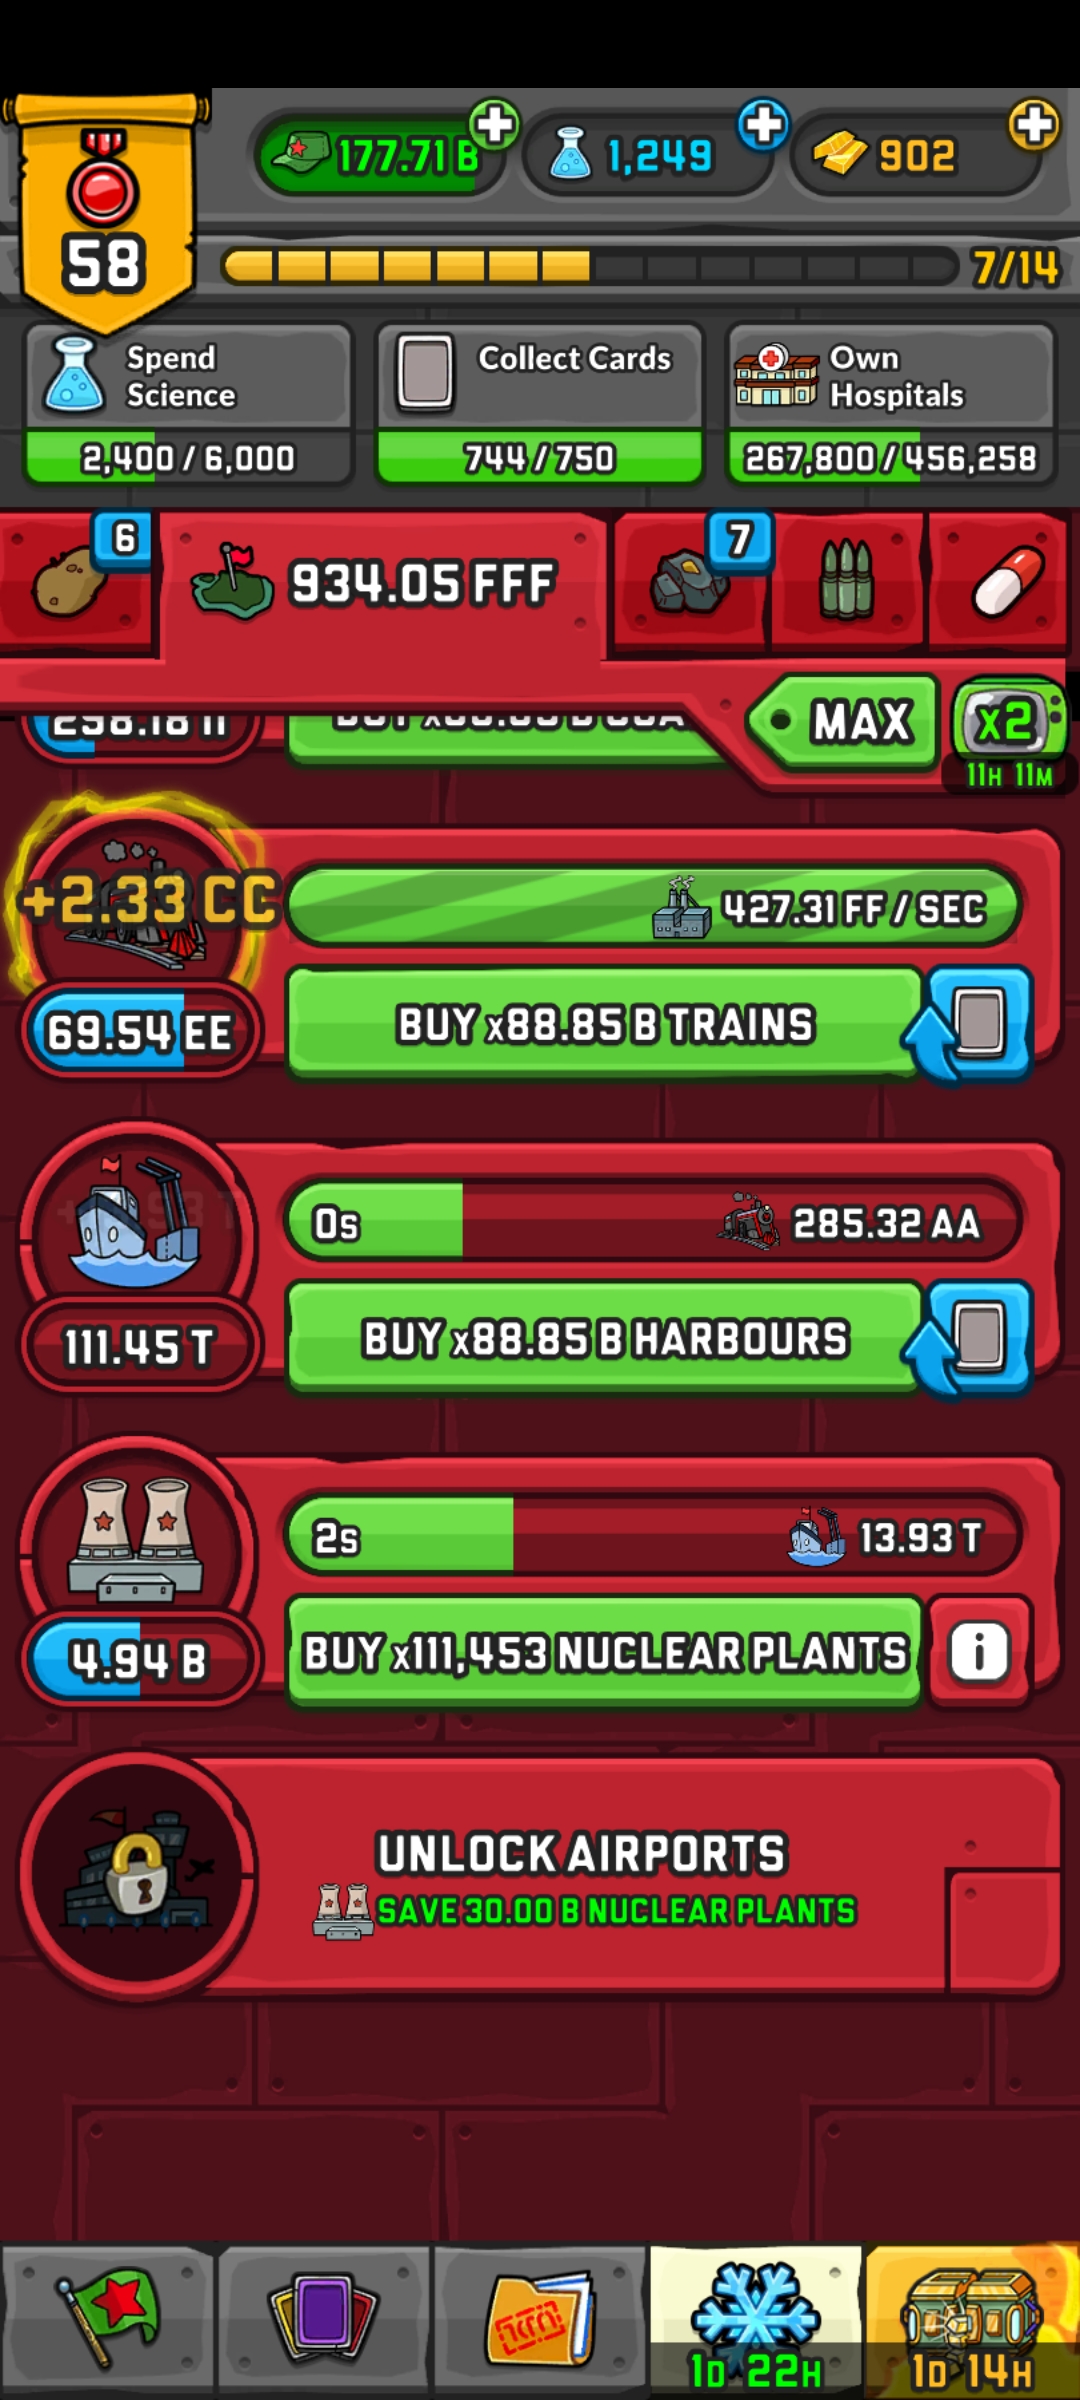 177.71 B
1,249
902
58
7/14
Spend
Science
Collect Cards
Own
Hospitals
2,400 / 6,000
744 / 750
267,800 / 456,258
6
934.05 FFF
7
MAX
x2
11H 11M
+2.33 CC
427.31 FF / SEC
69.54 EE
BUY x88.85 B TRAINS
0s
285.32 AA
111.45 T
BUY x88.85 B HARBOURS
2s
13.93 T
4.94 B
BUY x111,453 NUCLEAR PLANTS
i
UNLOCK AIRPORTS
SAVE 30.00 B NUCLEAR PLANTS
1D 22H
1D 14H